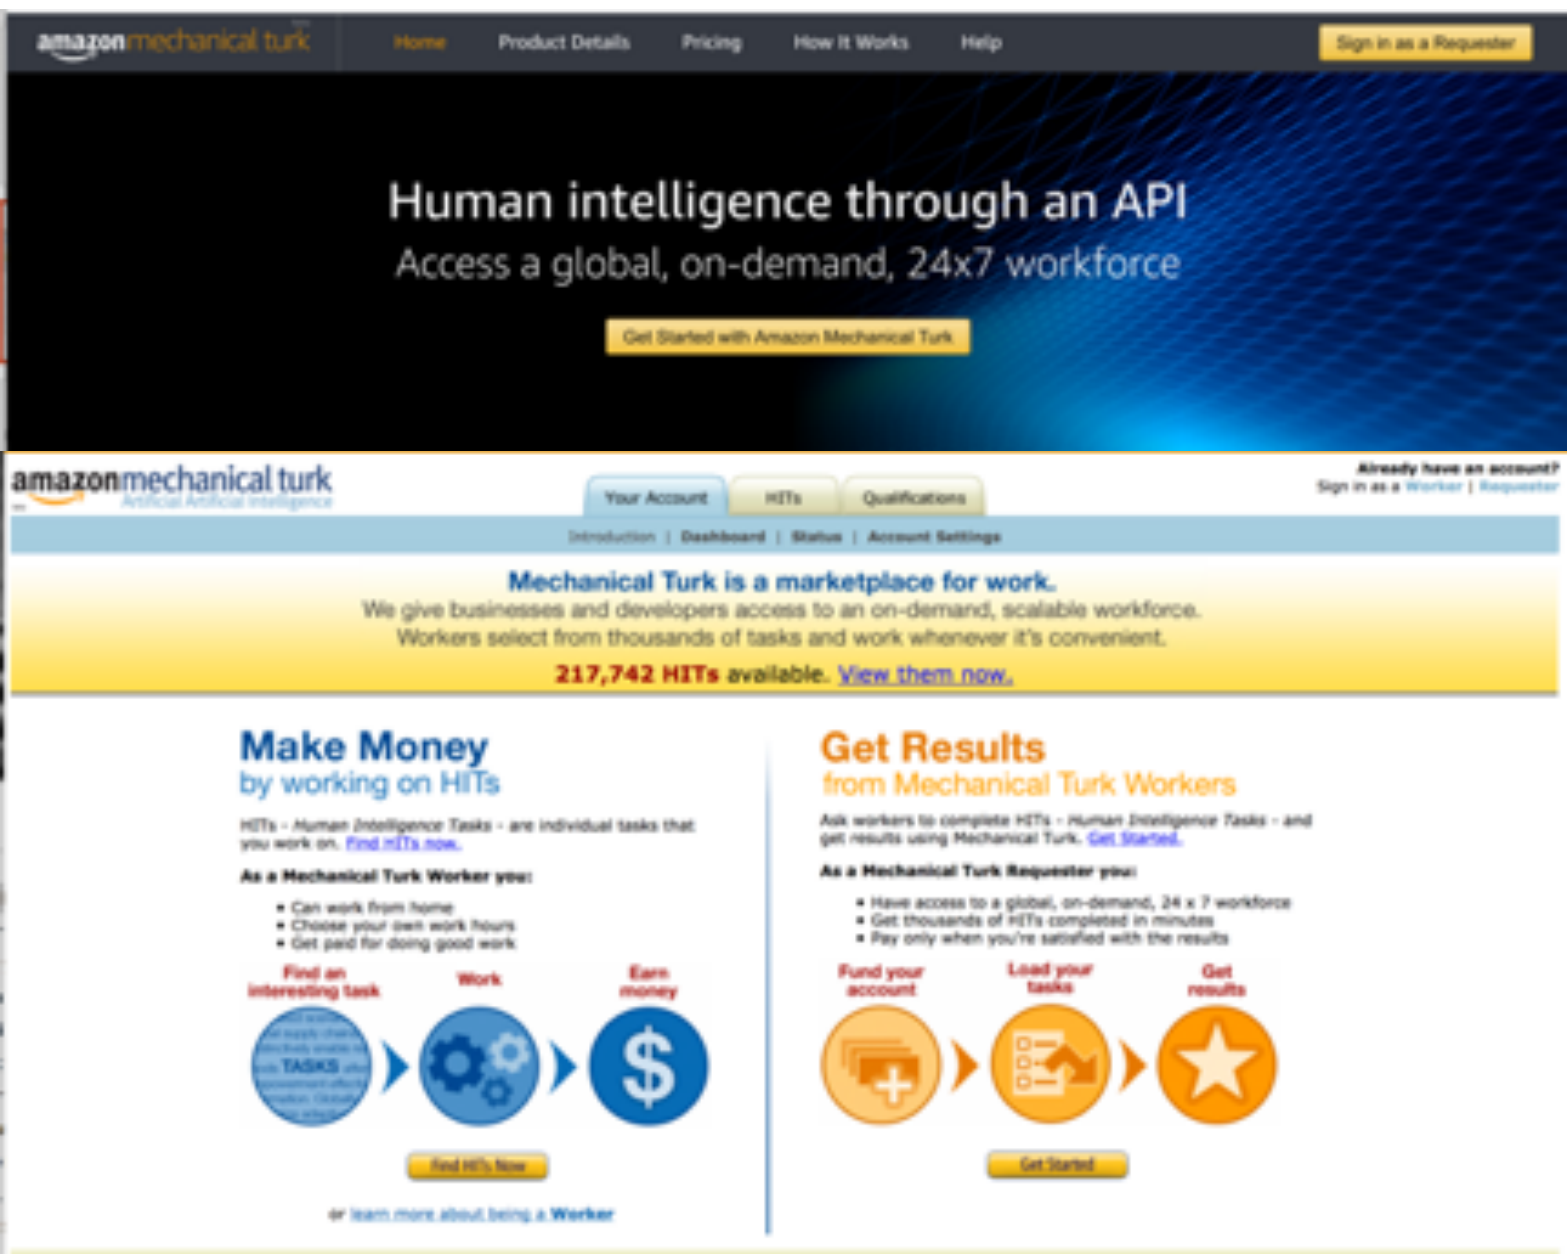 amazon mechanical turk
Home
Product Details
Pricing
How It Works
Help
Sign in as a Requester
Human intelligence through an API
Access a global, on-demand, 24x7 workforce
Get Started with Amazon Mechanical Turk
amazon mechanical turk
Artificial Artificial Intelligence
Your Account
HITs
Qualifications
Already have an account?
Sign in as a Worker | Requester
Introduction | Dashboard | Status | Account Settings
Mechanical Turk is a marketplace for work.
We give businesses and developers access to an on-demand, scalable workforce.
Workers select from thousands of tasks and work whenever it's convenient.
217,742 HITs available. View them now.
Make Money
by working on HITs
HITs - Human Intelligence Tasks - are individual tasks that
you work on. Find HITs now.
As a Mechanical Turk Worker you:
• Can work from home
• Choose your own work hours
• Get paid for doing good work
Find an
interesting task
Work
Earn
money
TASKS
$
Find HITs Now
or learn more about being a Worker
Get Results
from Mechanical Turk Workers
Ask workers to complete HITs - Human Intelligence Tasks - and
get results using Mechanical Turk. Get Started.
As a Mechanical Turk Requester you:
• Have access to a global, on-demand, 24 x 7 workforce
• Get thousands of HITs completed in minutes
• Pay only when you're satisfied with the results
Fund your
account
Load your
tasks
Get
results
Get Started